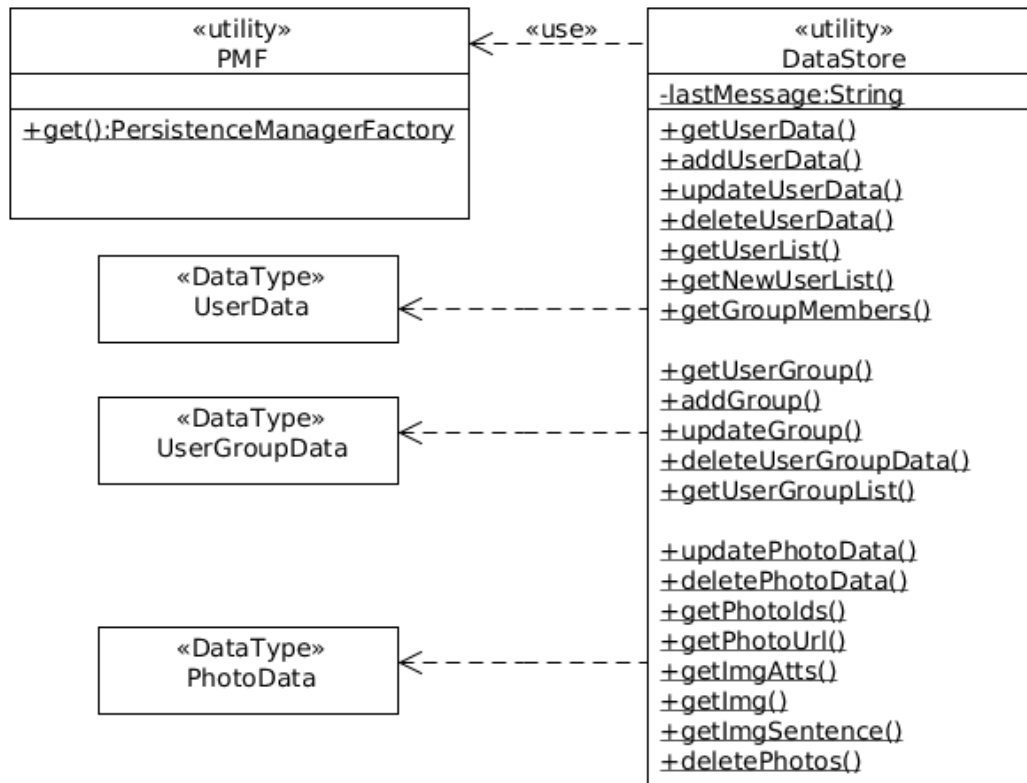 «utility»
PMF
+get():PersistenceManagerFactory
«use»
«utility»
DataStore
-lastMessage:String
+getUserData()
+addUserData()
+updateUserData()
+deleteUserData()
+getUserList()
+getNewUserList()
+getGroupMembers()
+getUserGroup()
+addGroup()
+updateGroup()
+deleteUserGroupData()
+getUserGroupList()
+updatePhotoData()
+deletePhotoData()
+getPhotoIds()
+getPhotoUrl()
+getImgAtts()
+getImg()
+getImgSentence()
+deletePhotos()
«DataType»
UserData
«DataType»
UserGroupData
«DataType»
PhotoData